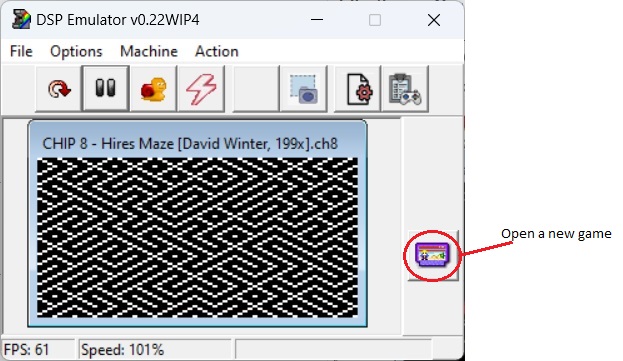 DSP Emulator v0.22WIP4
File Options Machine Action
CHIP 8 - Hires Maze [David Winter, 199x].ch8
Open a new game
FPS: 61 Speed: 101%